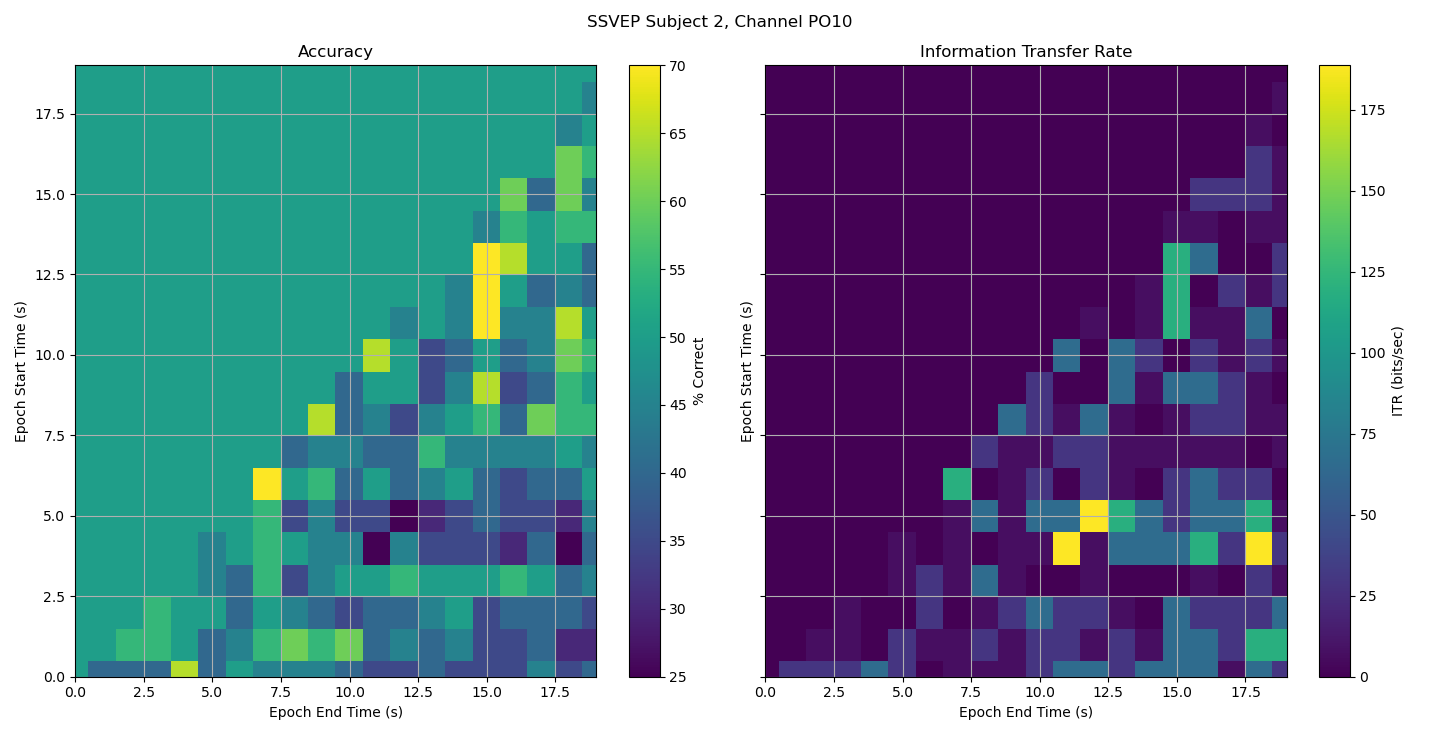 SSVEP Subject 2, Channel PO10
Accuracy
Information Transfer Rate
Epoch Start Time (s)
17.5
15.0
12.5
10.0
7.5
5.0
2.5
0.0
0.0 2.5 5.0 7.5 10.0 12.5 15.0 17.5
Epoch End Time (s)
70
65
60
55
50
45
40
35
30
25
% Correct
Epoch Start Time (s)
0.0 2.5 5.0 7.5 10.0 12.5 15.0 17.5
Epoch End Time (s)
175
150
125
100
75
50
25
0
ITR (bits/sec)